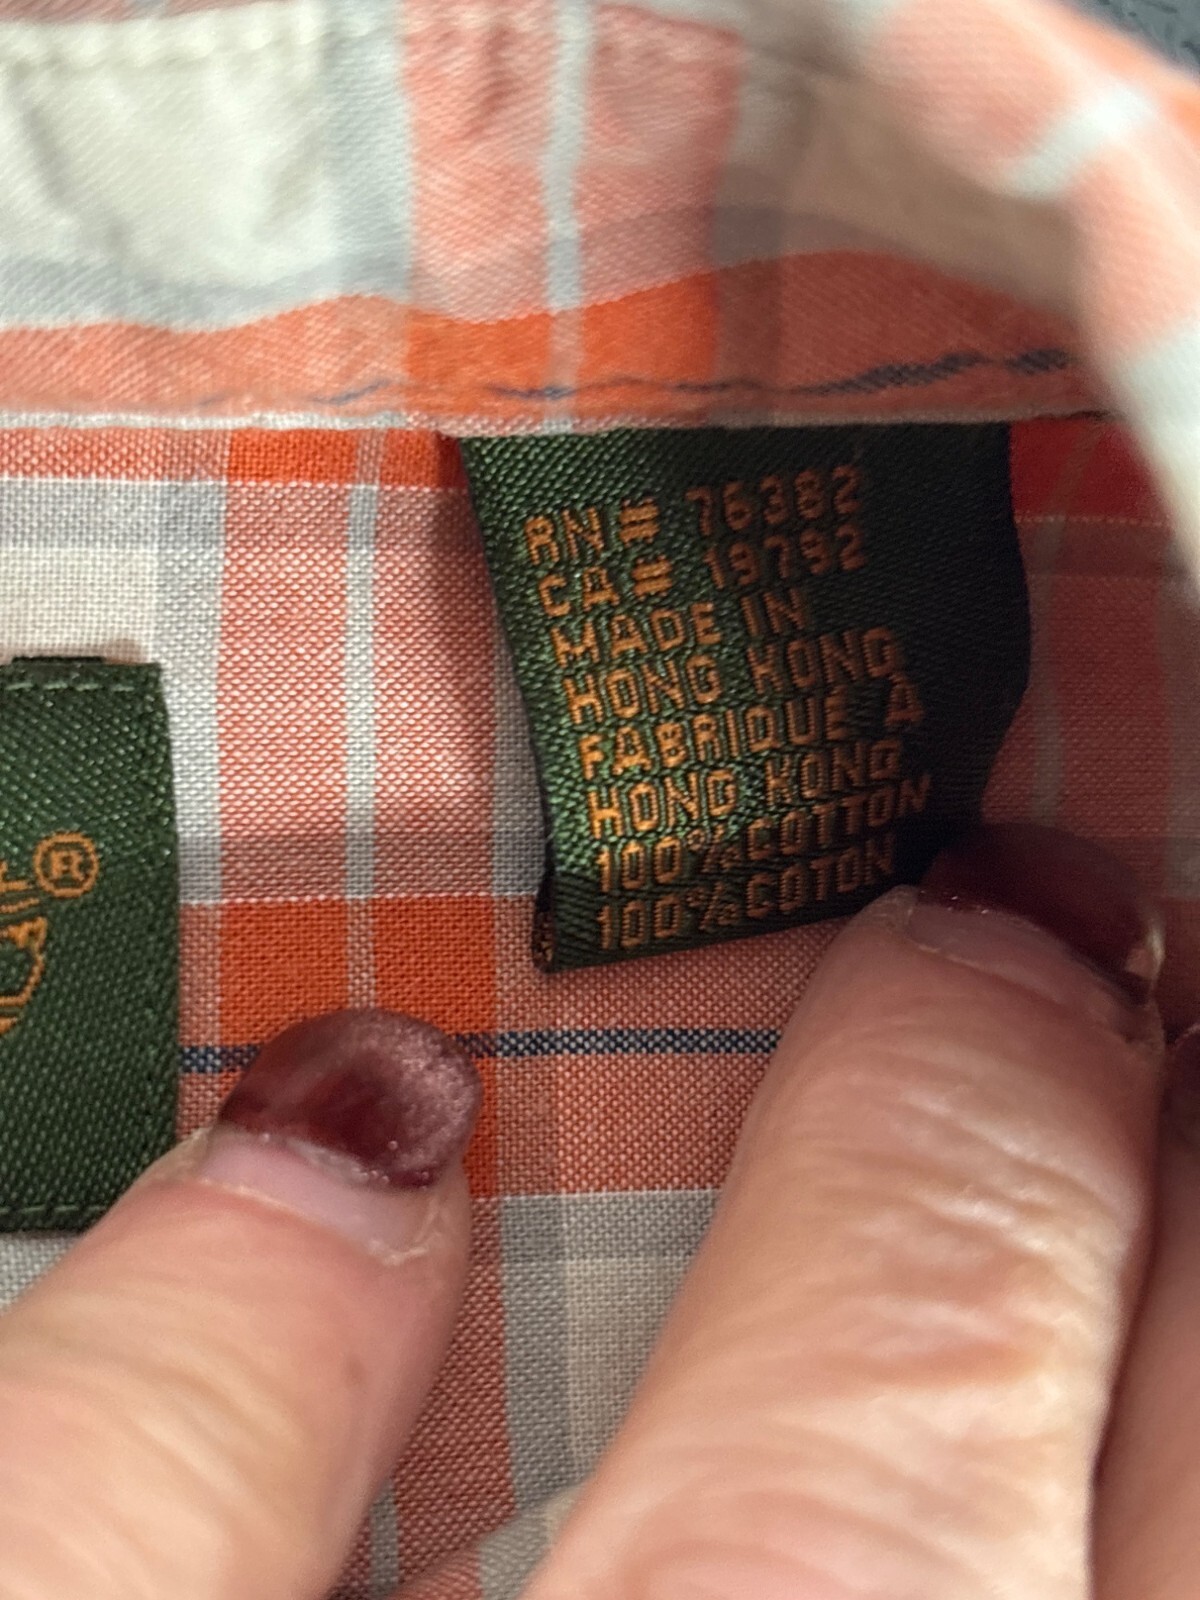 RN# 76382
CA# 19792
MADE IN
HONG KONG
FABRIQUE A
HONG KONG
100% COTTON
100% COTON
®